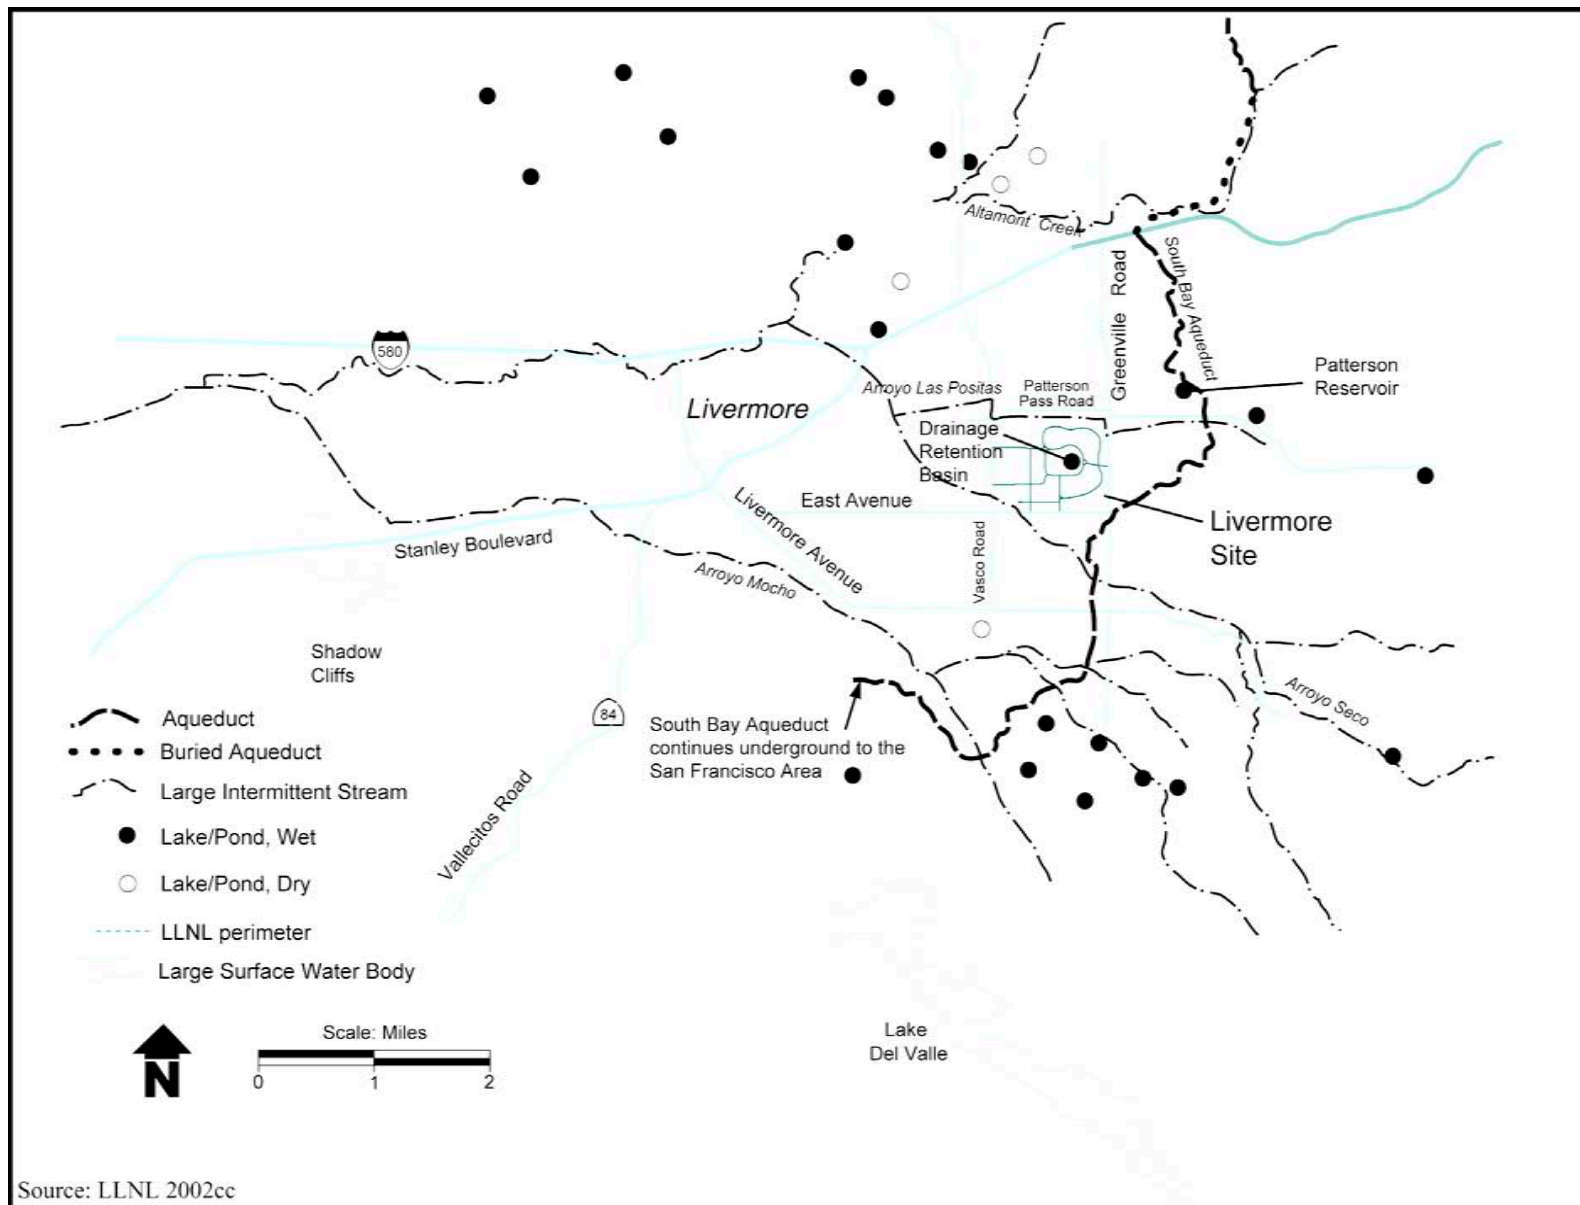 Altamont Creek
South Bay Aqueduct
Greenville Road
580
Patterson
Reservoir
Arroyo Las Positas
Patterson
Pass Road
Livermore
Drainage
Retention
Basin
East Avenue
Livermore Avenue
Livermore
Site
Stanley Boulevard
Vasco Road
Arroyo Mocho
Shadow
Cliffs
Arroyo Seco
84
South Bay Aqueduct
continues underground to the
San Francisco Area
Vallecitos Road
Aqueduct
Buried Aqueduct
Large Intermittent Stream
Lake/Pond, Wet
Lake/Pond, Dry
LLNL perimeter
Large Surface Water Body
N
Scale: Miles
0 1 2
Lake
Del Valle
Source: LLNL 2002cc